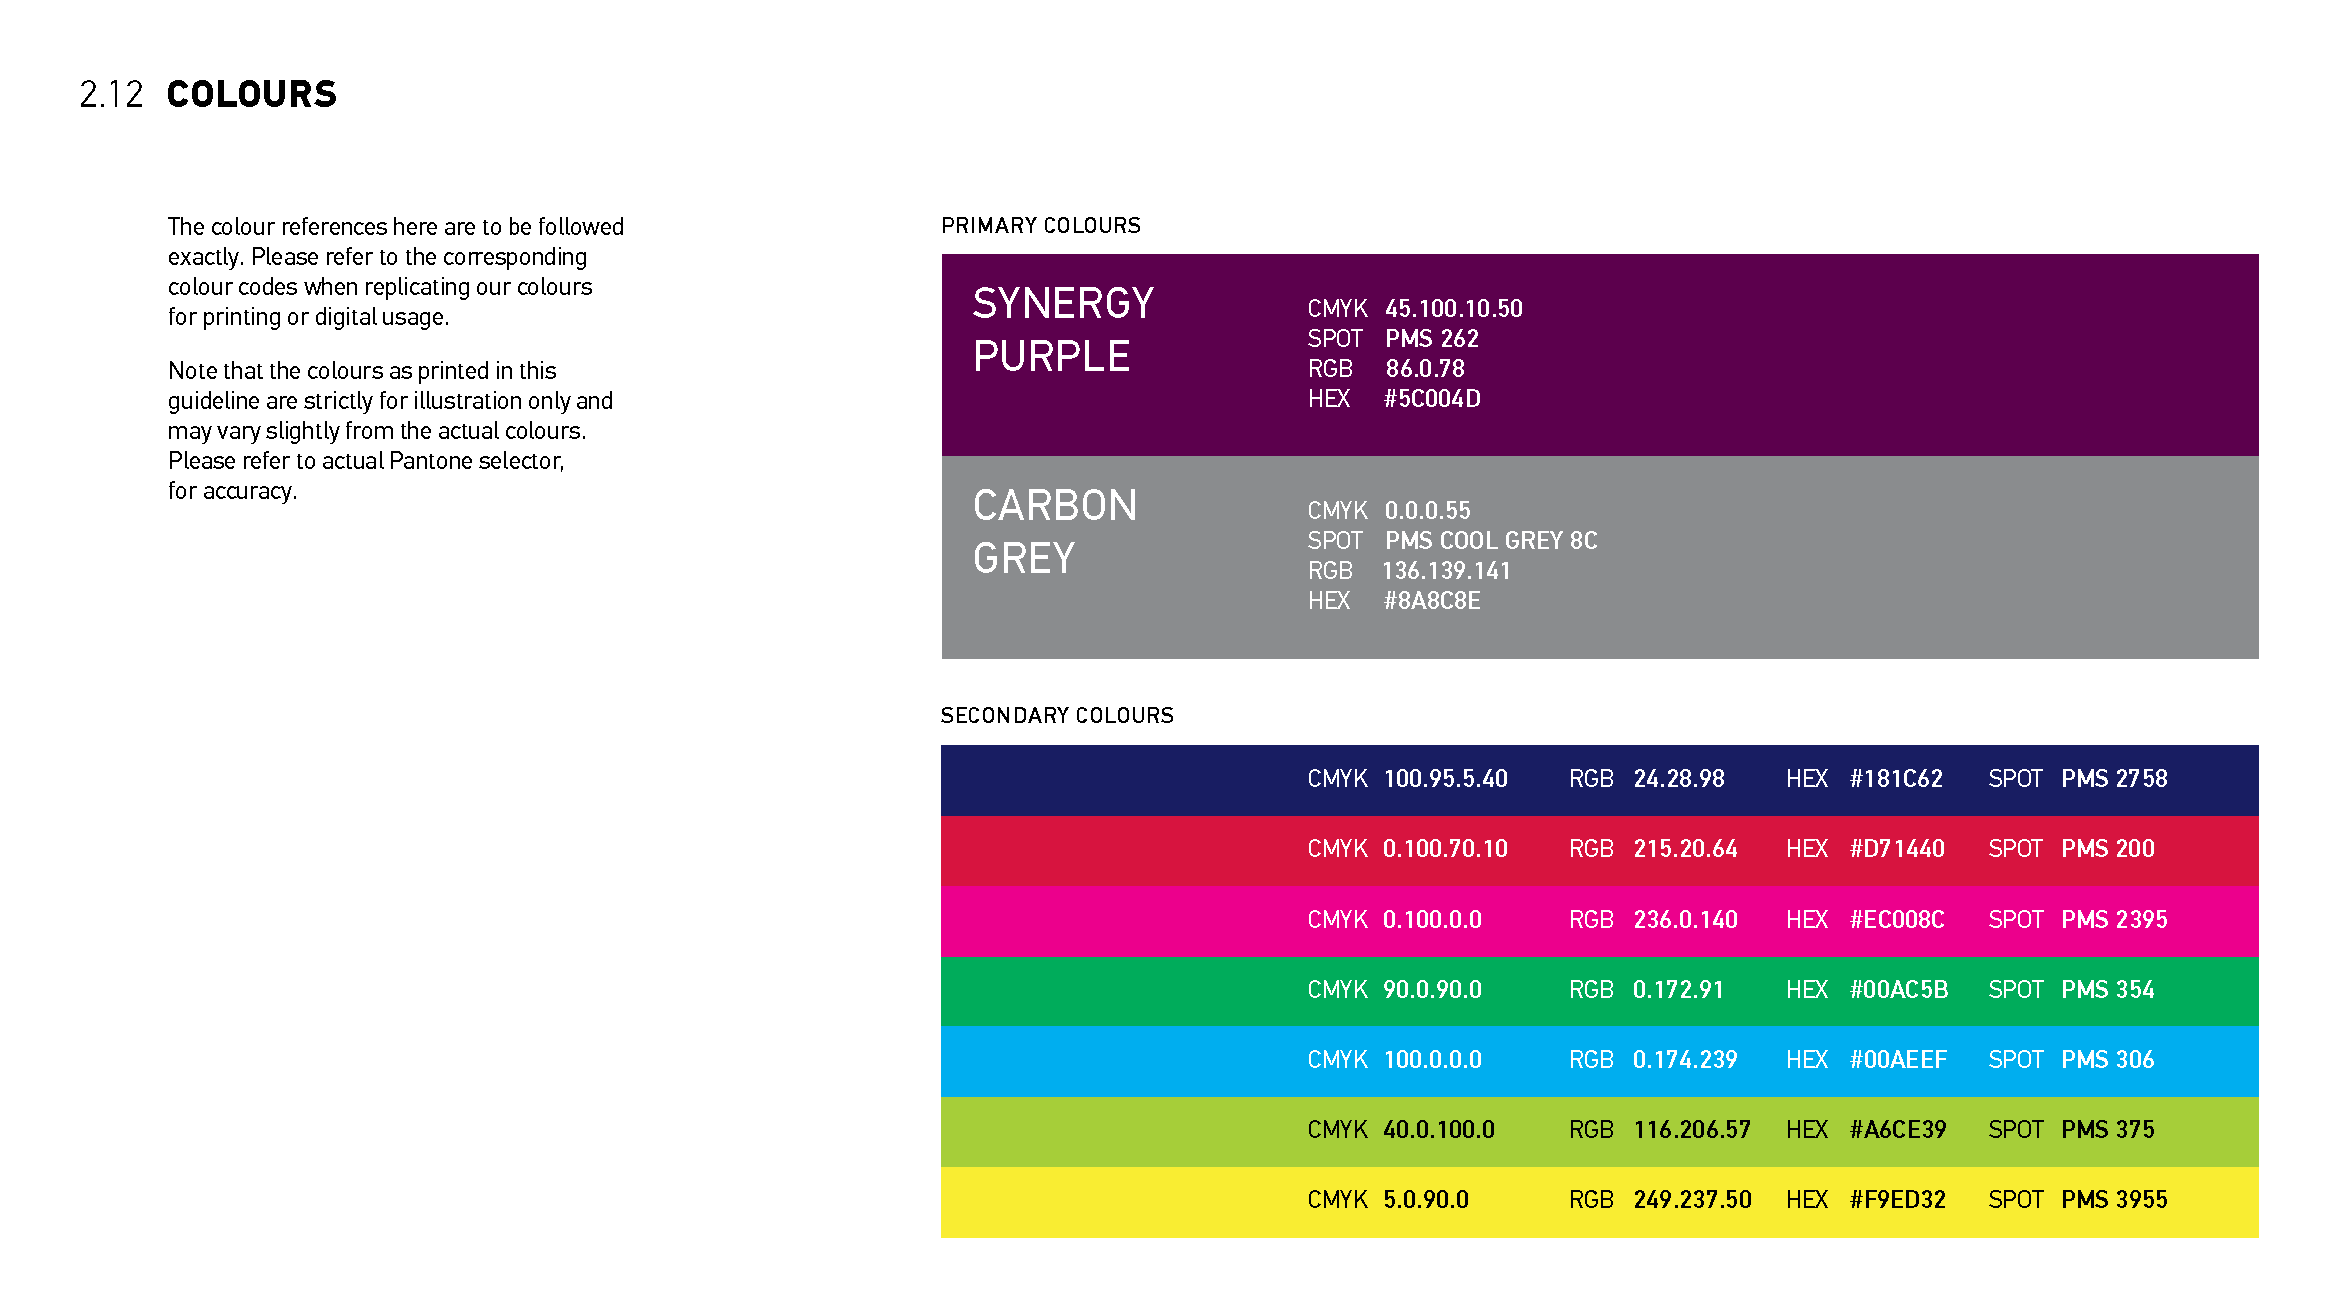 2.12 COLOURS
The colour references here are to be followed
exactly. Please refer to the corresponding
colour codes when replicating our colours
for printing or digital usage.
Note that the colours as printed in this
guideline are strictly for illustration only and
may vary slightly from the actual colours.
Please refer to actual Pantone selector,
for accuracy.
PRIMARY COLOURS
SYNERGY
PURPLE
CMYK 45.100.10.50
SPOT PMS 262
RGB 86.0.78
HEX #5C004D
CARBON
GREY
CMYK 0.0.0.55
SPOT PMS COOL GREY 8C
RGB 136.139.141
HEX #8A8C8E
SECONDARY COLOURS
CMYK 100.95.5.40 RGB 24.28.98 HEX #181C62 SPOT PMS 2758
CMYK 0.100.70.10 RGB 215.20.64 HEX #D71440 SPOT PMS 200
CMYK 0.100.0.0 RGB 236.0.140 HEX #EC008C SPOT PMS 2395
CMYK 90.0.90.0 RGB 0.172.91 HEX #00AC5B SPOT PMS 354
CMYK 100.0.0.0 RGB 0.174.239 HEX #00AEEF SPOT PMS 306
CMYK 40.0.100.0 RGB 116.206.57 HEX #A6CE39 SPOT PMS 375
CMYK 5.0.90.0 RGB 249.237.50 HEX #F9ED32 SPOT PMS 3955